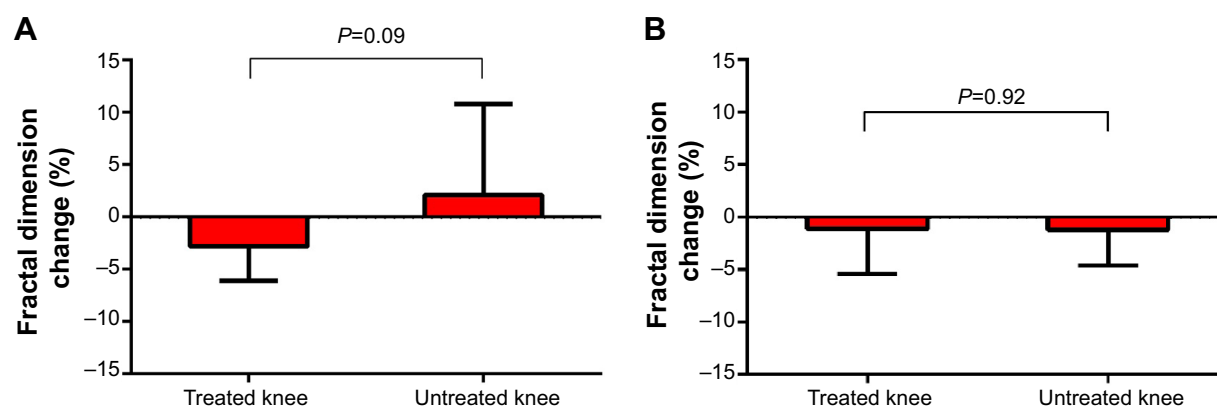 A
P=0.09
Fractal dimension
change (%)
15
10
5
0
–5
–10
–15
Treated knee
Untreated knee
B
P=0.92
Fractal dimension
change (%)
15
10
5
0
–5
–10
–15
Treated knee
Untreated knee